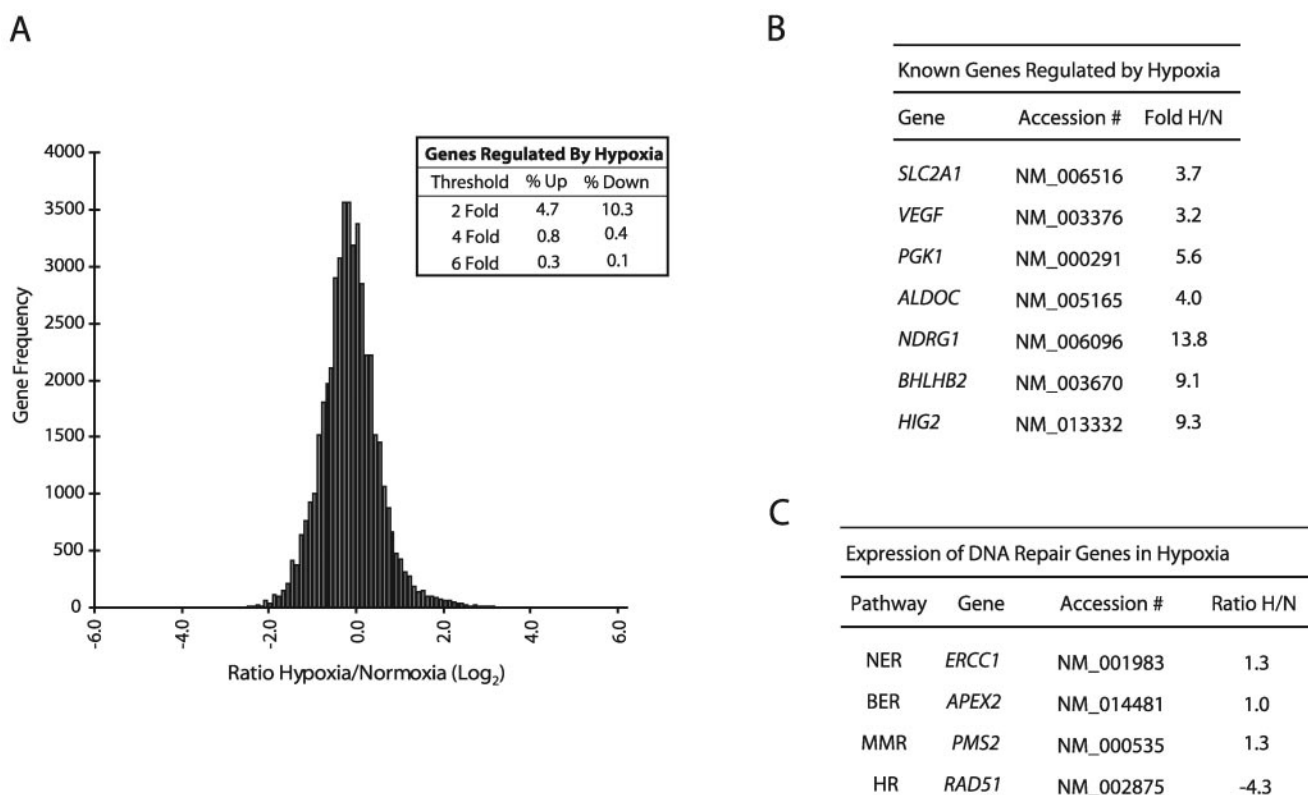 A
4000
3500
3000
2500
2000
1500
1000
500
0
Gene Frequency
-6.0
-4.0
-2.0
0.0
2.0
4.0
6.0
Ratio Hypoxia/Normoxia (Log2)
Genes Regulated By Hypoxia
Threshold % Up % Down
2 Fold 4.7 10.3
4 Fold 0.8 0.4
6 Fold 0.3 0.1
B
Known Genes Regulated by Hypoxia
Gene Accession # Fold H/N
SLC2A1 NM_006516 3.7
VEGF NM_003376 3.2
PGK1 NM_000291 5.6
ALDOC NM_005165 4.0
NDRG1 NM_006096 13.8
BHLHB2 NM_003670 9.1
HIG2 NM_013332 9.3
C
Expression of DNA Repair Genes in Hypoxia
Pathway Gene Accession # Ratio H/N
NER ERCC1 NM_001983 1.3
BER APEX2 NM_014481 1.0
MMR PMS2 NM_000535 1.3
HR RAD51 NM_002875 -4.3